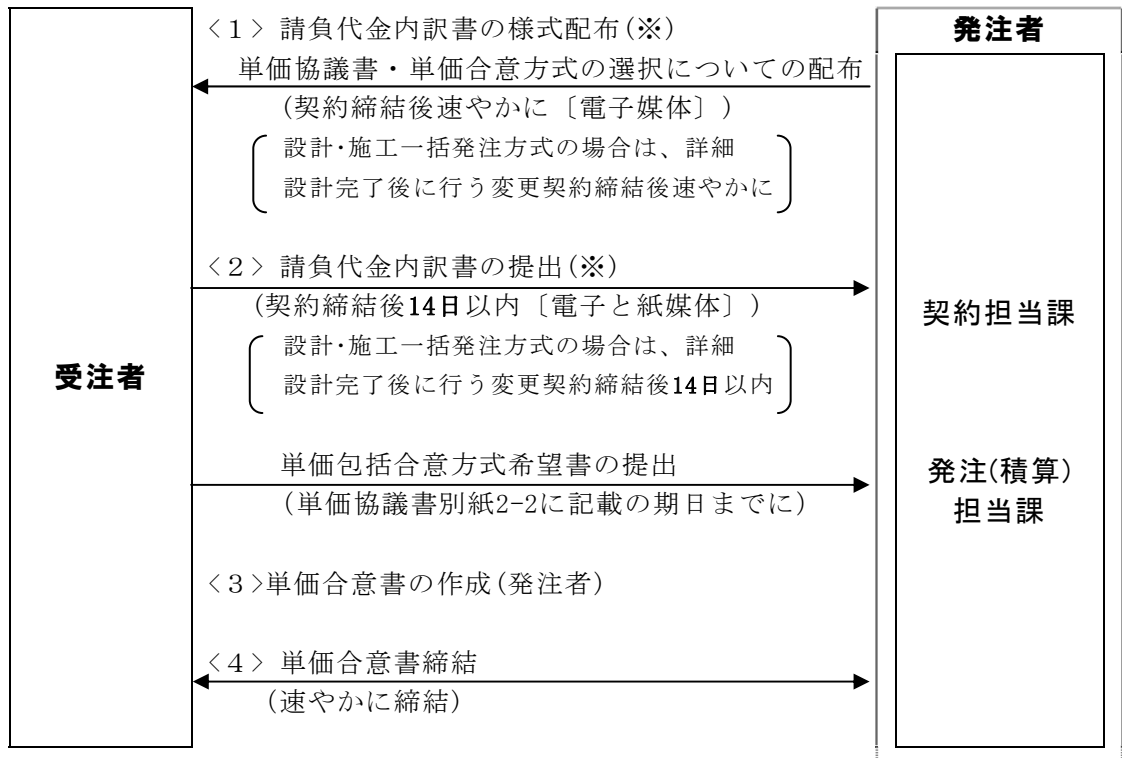 〈１〉 請負代金内訳書の様式配布(※)
単価協議書・単価合意方式の選択についての配布
(契約締結後速やかに〔電子媒体〕)
設計･施工一括発注方式の場合は、詳細
設計完了後に行う変更契約締結後速やかに
〈２〉 請負代金内訳書の提出(※)
(契約締結後14日以内〔電子と紙媒体〕)
設計･施工一括発注方式の場合は、詳細
設計完了後に行う変更契約締結後14日以内
単価包括合意方式希望書の提出
(単価協議書別紙2-2に記載の期日までに)
〈３〉単価合意書の作成(発注者)
〈４〉 単価合意書締結
(速やかに締結)
受注者
発注者
契約担当課
発注(積算)
担当課